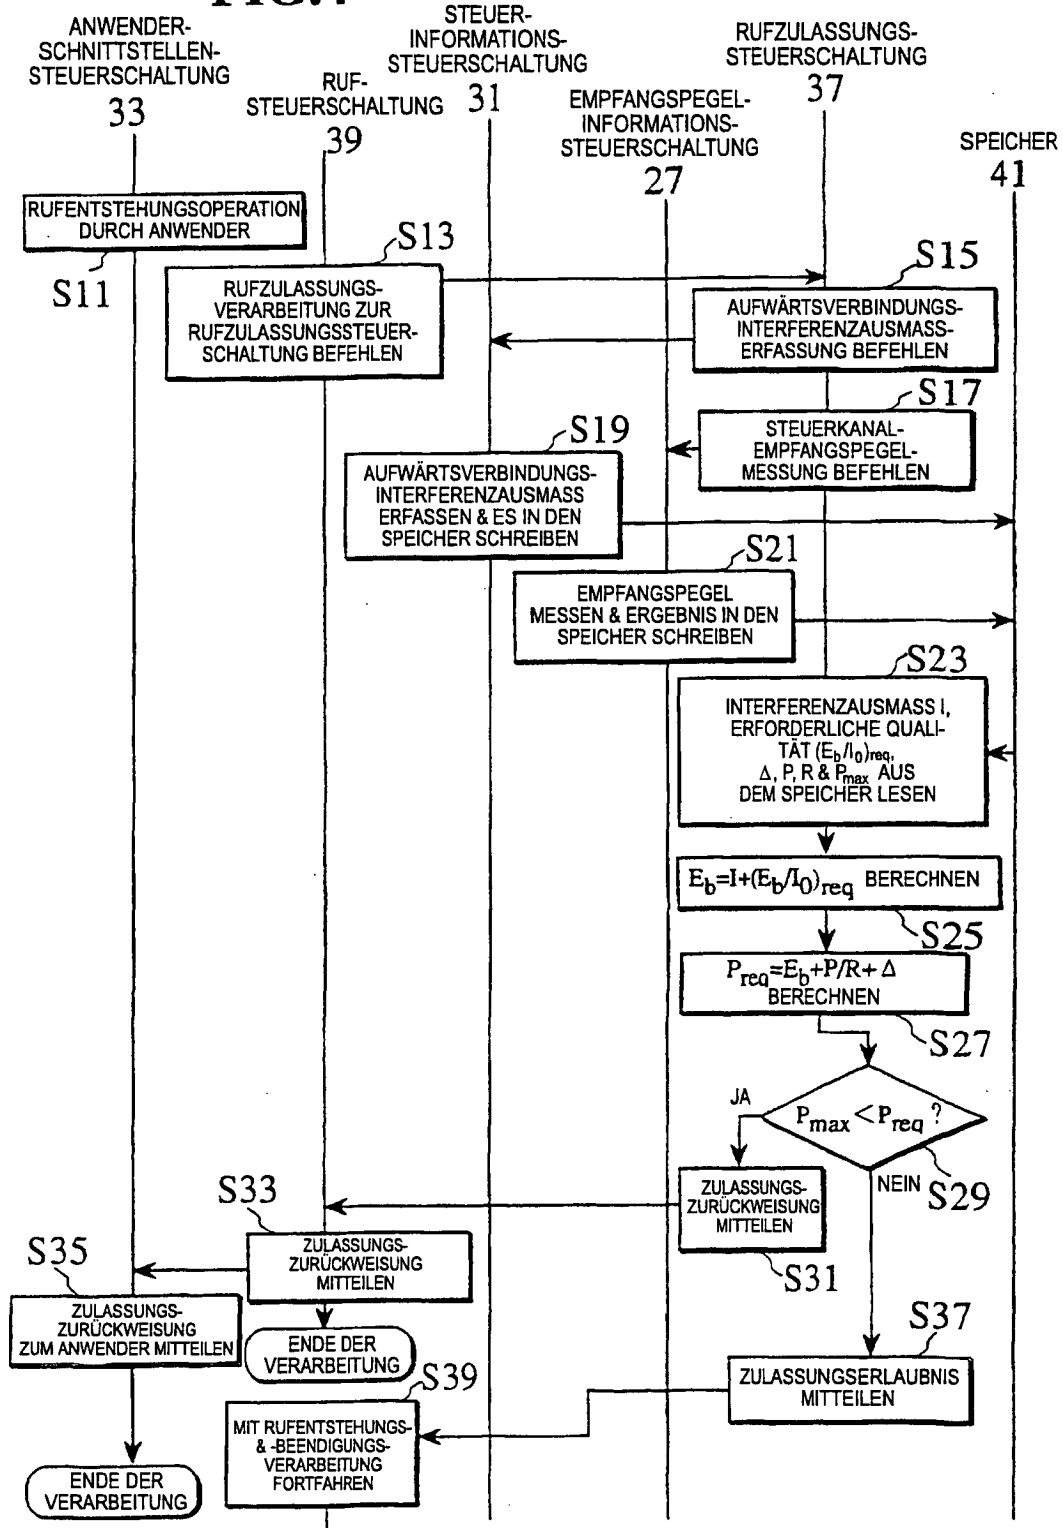 ANWENDER-
SCHNITTSTELLEN-
STEUERSCHALTUNG
33
RUF-
STEUERSCHALTUNG
39
STEUER-
INFORMATIONS-
STEUERSCHALTUNG
31
EMPFANGSPEGEL-
INFORMATIONS-
STEUERSCHALTUNG
27
RUFZULASSUNGS-
STEUERSCHALTUNG
37
SPEICHER
41
RUFENTSTEHUNGSOPERATION
DURCH ANWENDER
S11
S13
RUFZULASSUNGS-
VERARBEITUNG ZUR
RUFZULASSUNGSSTEUER-
SCHALTUNG BEFEHLEN
S15
AUFWÄRTSVERBINDUNGS-
INTERFERENZAUSMASS-
ERFASSUNG BEFEHLEN
S17
STEUERKANAL-
EMPFANGSPEGEL-
MESSUNG BEFEHLEN
S19
AUFWÄRTSVERBINDUNGS-
INTERFERENZAUSMASS
ERFASSEN & ES IN DEN
SPEICHER SCHREIBEN
S21
EMPFANGSPEGEL
MESSEN & ERGEBNIS IN DEN
SPEICHER SCHREIBEN
S23
INTERFERENZAUSMASS I,
ERFORDERLICHE QUALI-
TÄT (Eb/I0)req,
Δ, P, R & Pmax AUS
DEM SPEICHER LESEN
Eb=I+(Eb/I0)req BERECHNEN
S25
Preq=Eb+P/R+Δ
BERECHNEN
S27
Pmax<Preq ?
JA
NEIN
S29
ZULASSUNGS-
ZURÜCKWEISUNG
MITTEILEN
S31
S33
ZULASSUNGS-
ZURÜCKWEISUNG
MITTEILEN
S35
ZULASSUNGS-
ZURÜCKWEISUNG
ZUM ANWENDER MITTEILEN
ENDE DER
VERARBEITUNG
S37
ZULASSUNGSERLAUBNIS
MITTEILEN
S39
MIT RUFENTSTEHUNGS-
& -BEENDIGUNGS-
VERARBEITUNG
FORTFAHREN
ENDE DER
VERARBEITUNG